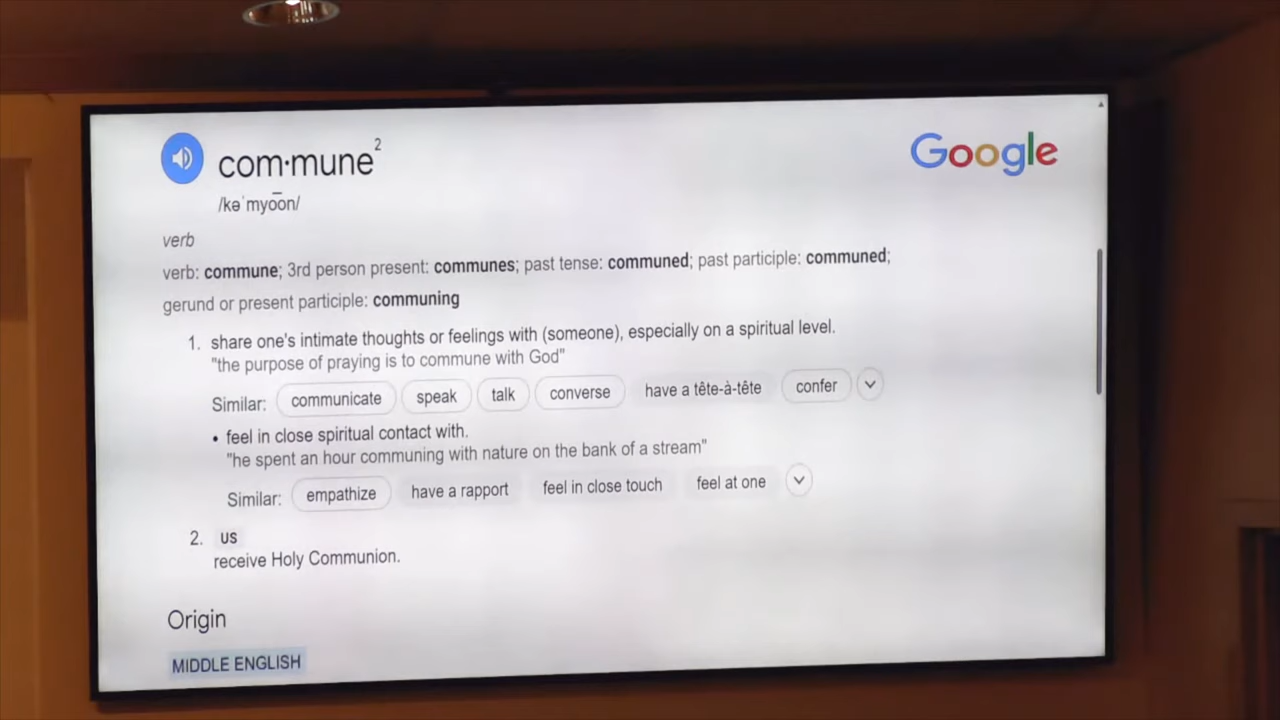 com·mune²
Google
/kəˈmyo͞on/
verb
verb: commune; 3rd person present: communes; past tense: communed; past participle: communed;
gerund or present participle: communing
1. share one's intimate thoughts or feelings with (someone), especially on a spiritual level.
"the purpose of praying is to commune with God"
Similar: communicate speak talk converse have a tête-à-tête confer
• feel in close spiritual contact with.
"he spent an hour communing with nature on the bank of a stream"
Similar: empathize have a rapport feel in close touch feel at one
2. US
receive Holy Communion.
Origin
MIDDLE ENGLISH